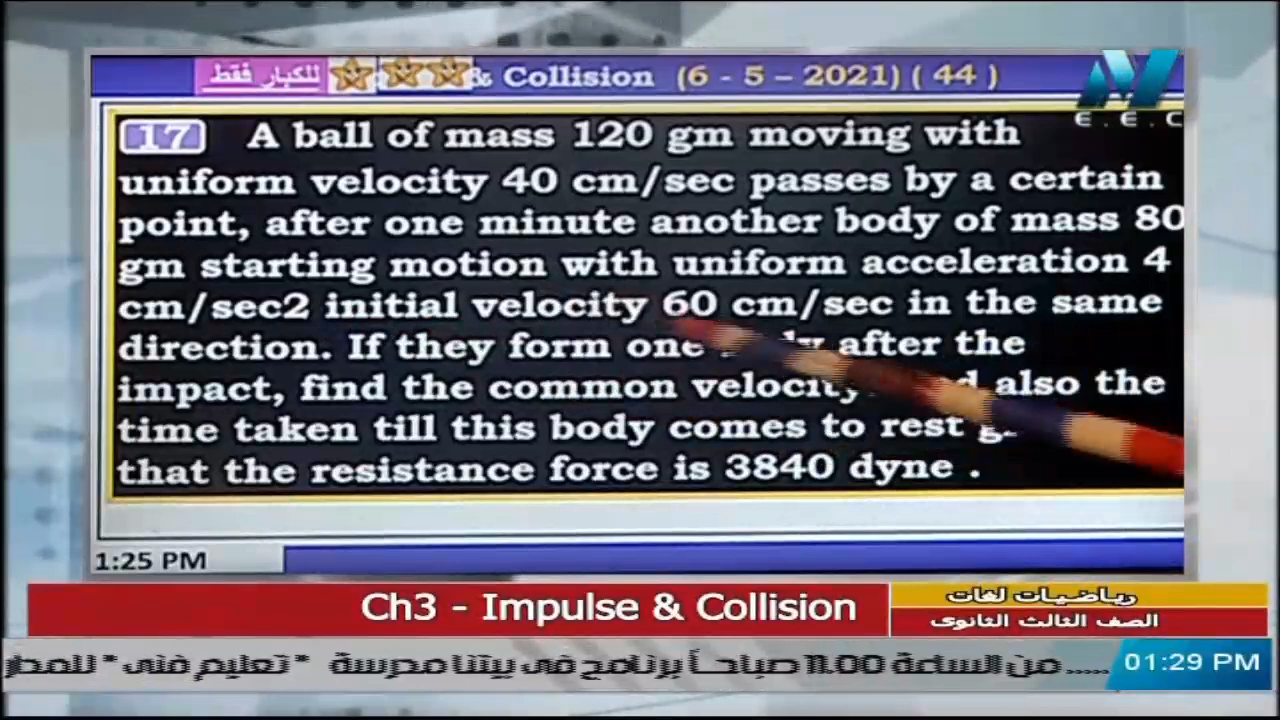 للكبار فقط & Collision (6 - 5 - 2021) ( 44 )
E.E.C
17 A ball of mass 120 gm moving with
uniform velocity 40 cm/sec passes by a certain
point, after one minute another body of mass 80
gm starting motion with uniform acceleration 4
cm/sec2 initial velocity 60 cm/sec in the same
direction. If they form one after the
impact, find the common velocity also the
time taken till this body comes to rest
that the resistance force is 3840 dyne .
1:25 PM
Ch3 - Impulse & Collision
رياضيات لغات
الصف الثالث الثانوى
..... من الساعة 11.00 صباحاً برنامج فى بيتنا مدرسة " تعليم فنى "
01:29 PM